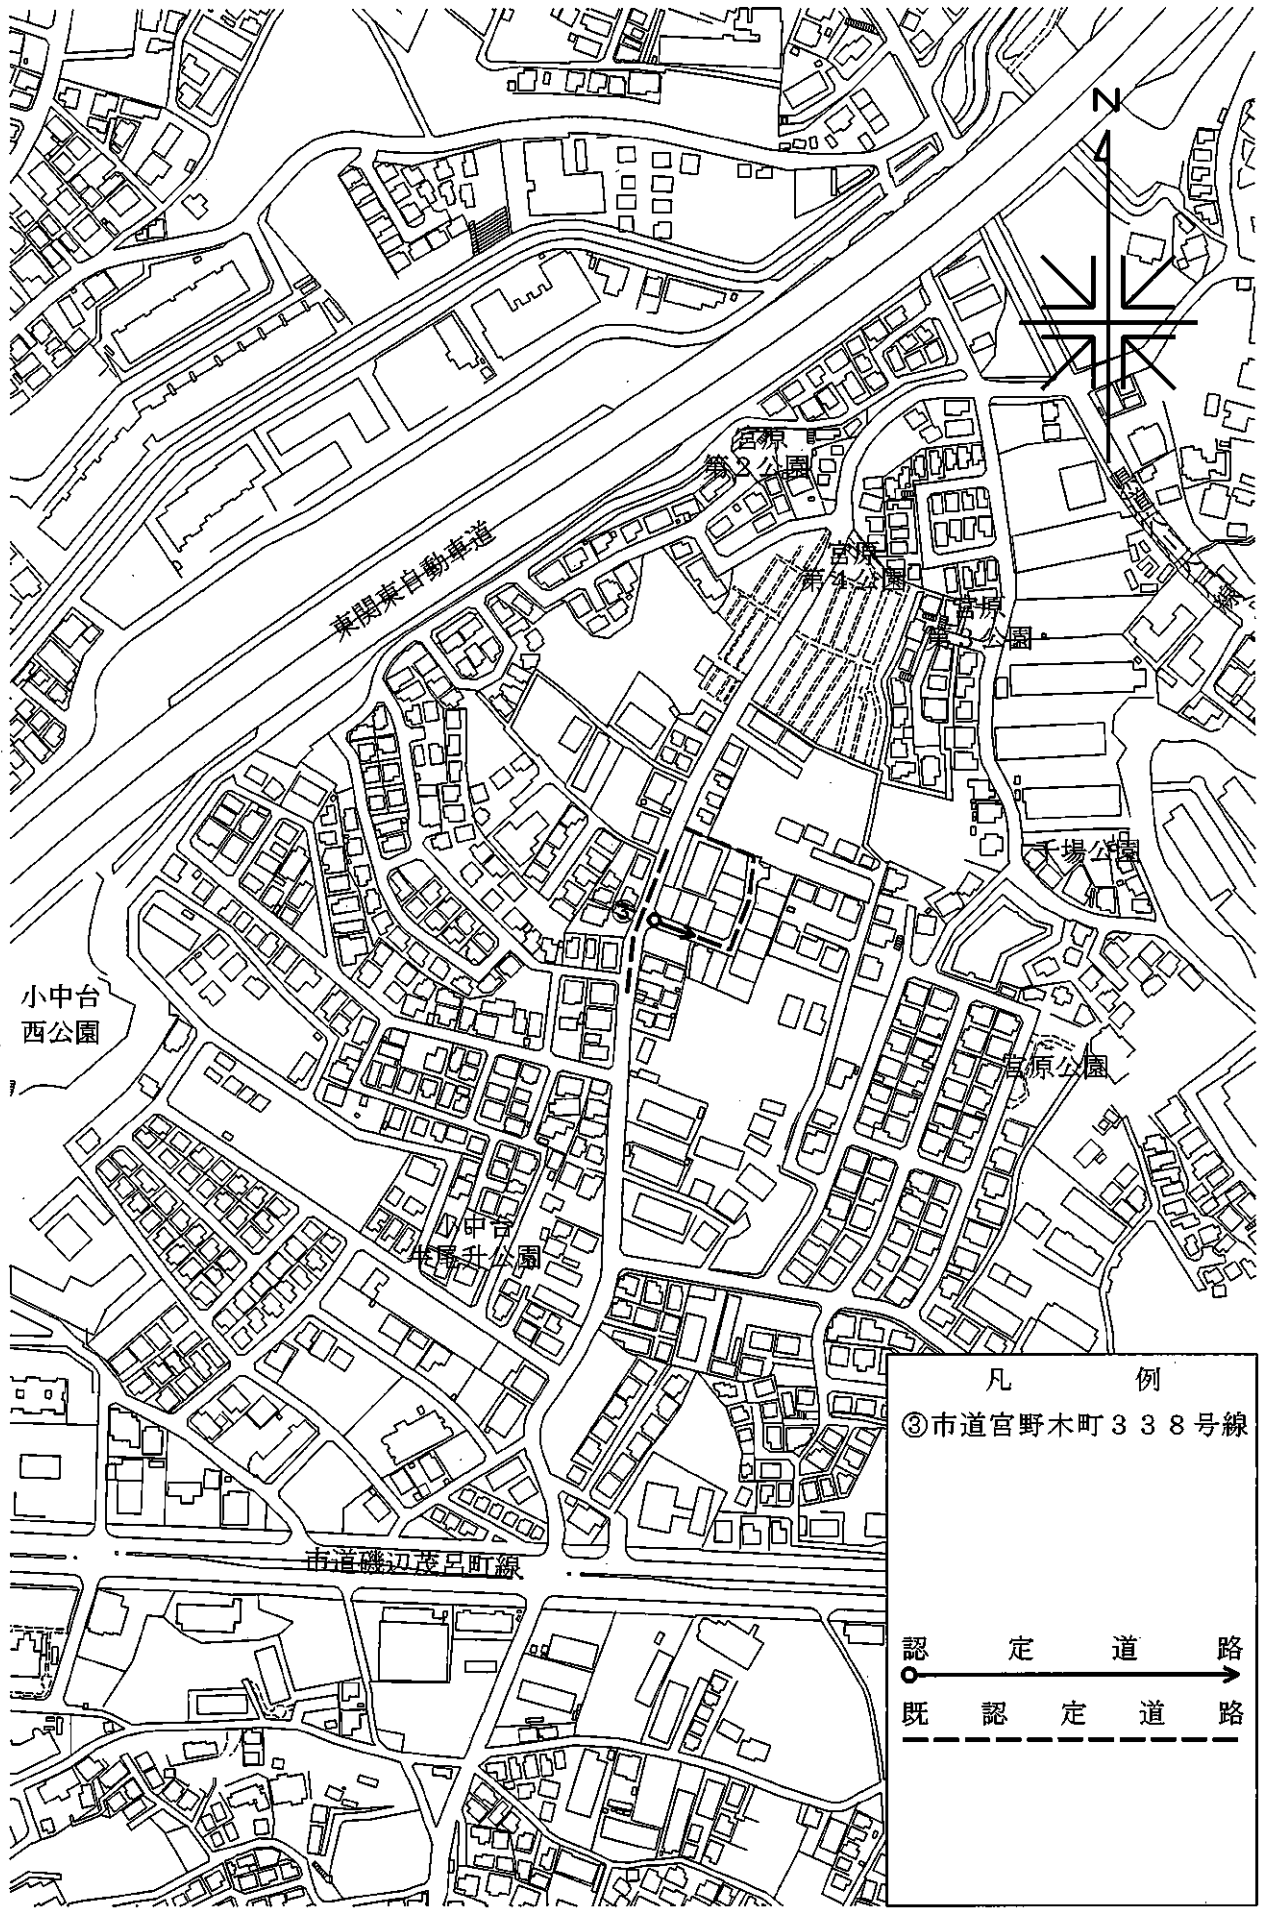 N
宮原
第２公園
県道
線
東関東自動車道
宮原
第４公園
宮原
第３公園
千場公園
③
小中台
西公園
宮原公園
小中台
公園
凡例
③市道宮野木町３３８号線
市道磯辺茂呂町線
認定道路
既認定道路